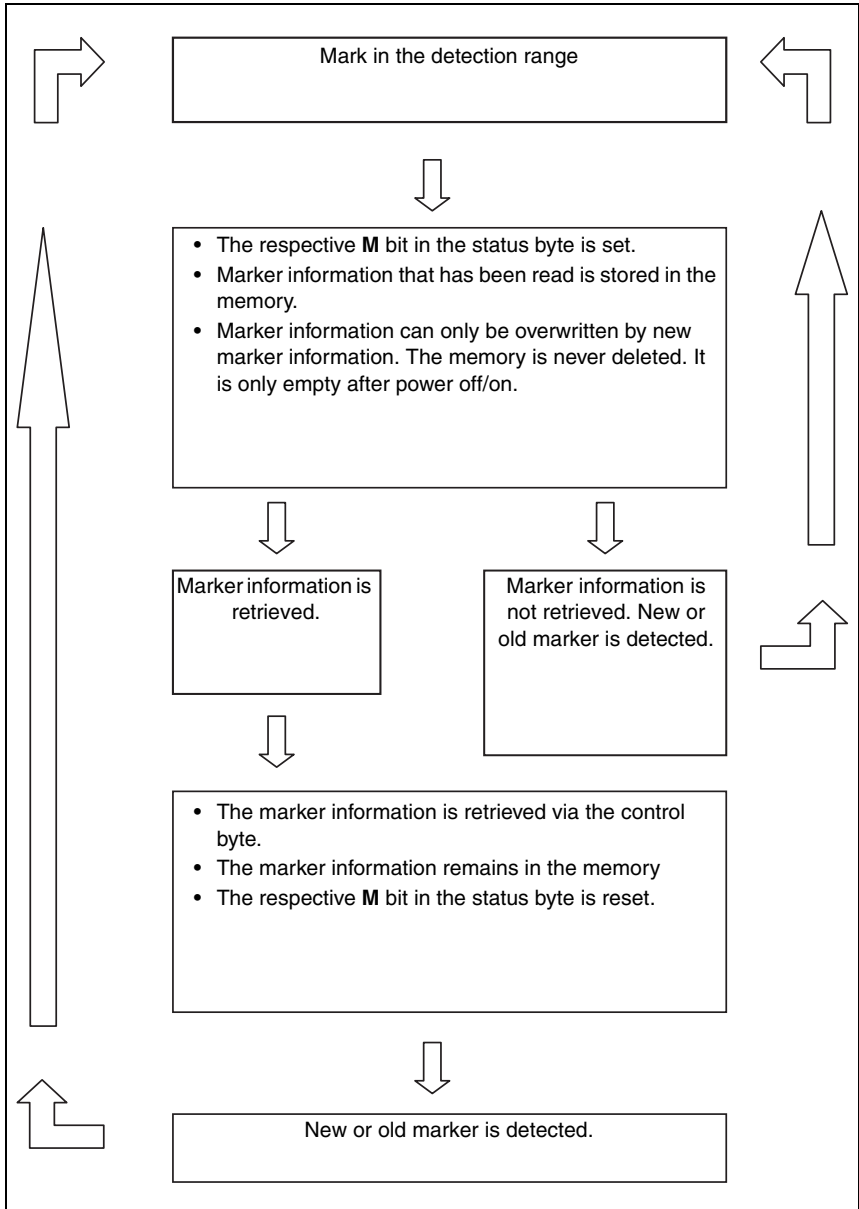 Mark in the detection range
• The respective M bit in the status byte is set.
• Marker information that has been read is stored in the
memory.
• Marker information can only be overwritten by new
marker information. The memory is never deleted. It
is only empty after power off/on.
Marker information is
retrieved.
Marker information is
not retrieved. New or
old marker is detected.
• The marker information is retrieved via the control
byte.
• The marker information remains in the memory
• The respective M bit in the status byte is reset.
New or old marker is detected.